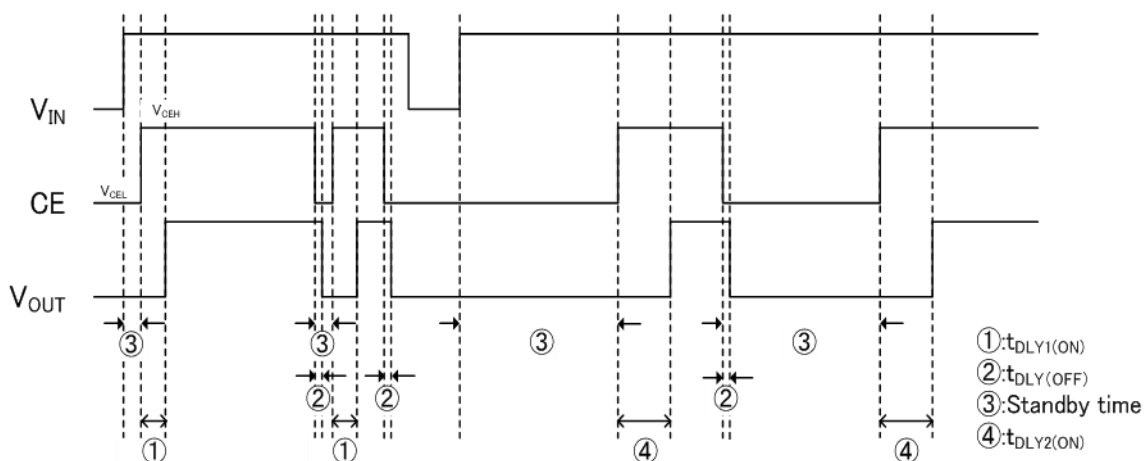 V_IN
V_CEH
V_CEL
CE
V_OUT
③ ③ ③ ③
② ② ②
① ① ④ ④
①:t_DLY1(ON)
②:t_DLY(OFF)
③:Standby time
④:t_DLY2(ON)